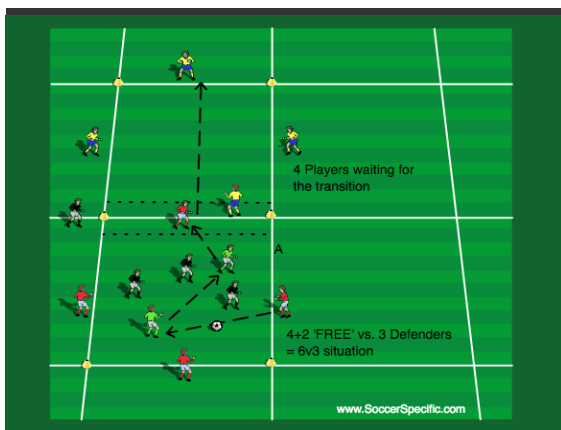 4 Players waiting for
the transition
A
4+2 'FREE' vs. 3 Defenders
= 6v3 situation
www.SoccerSpecific.com